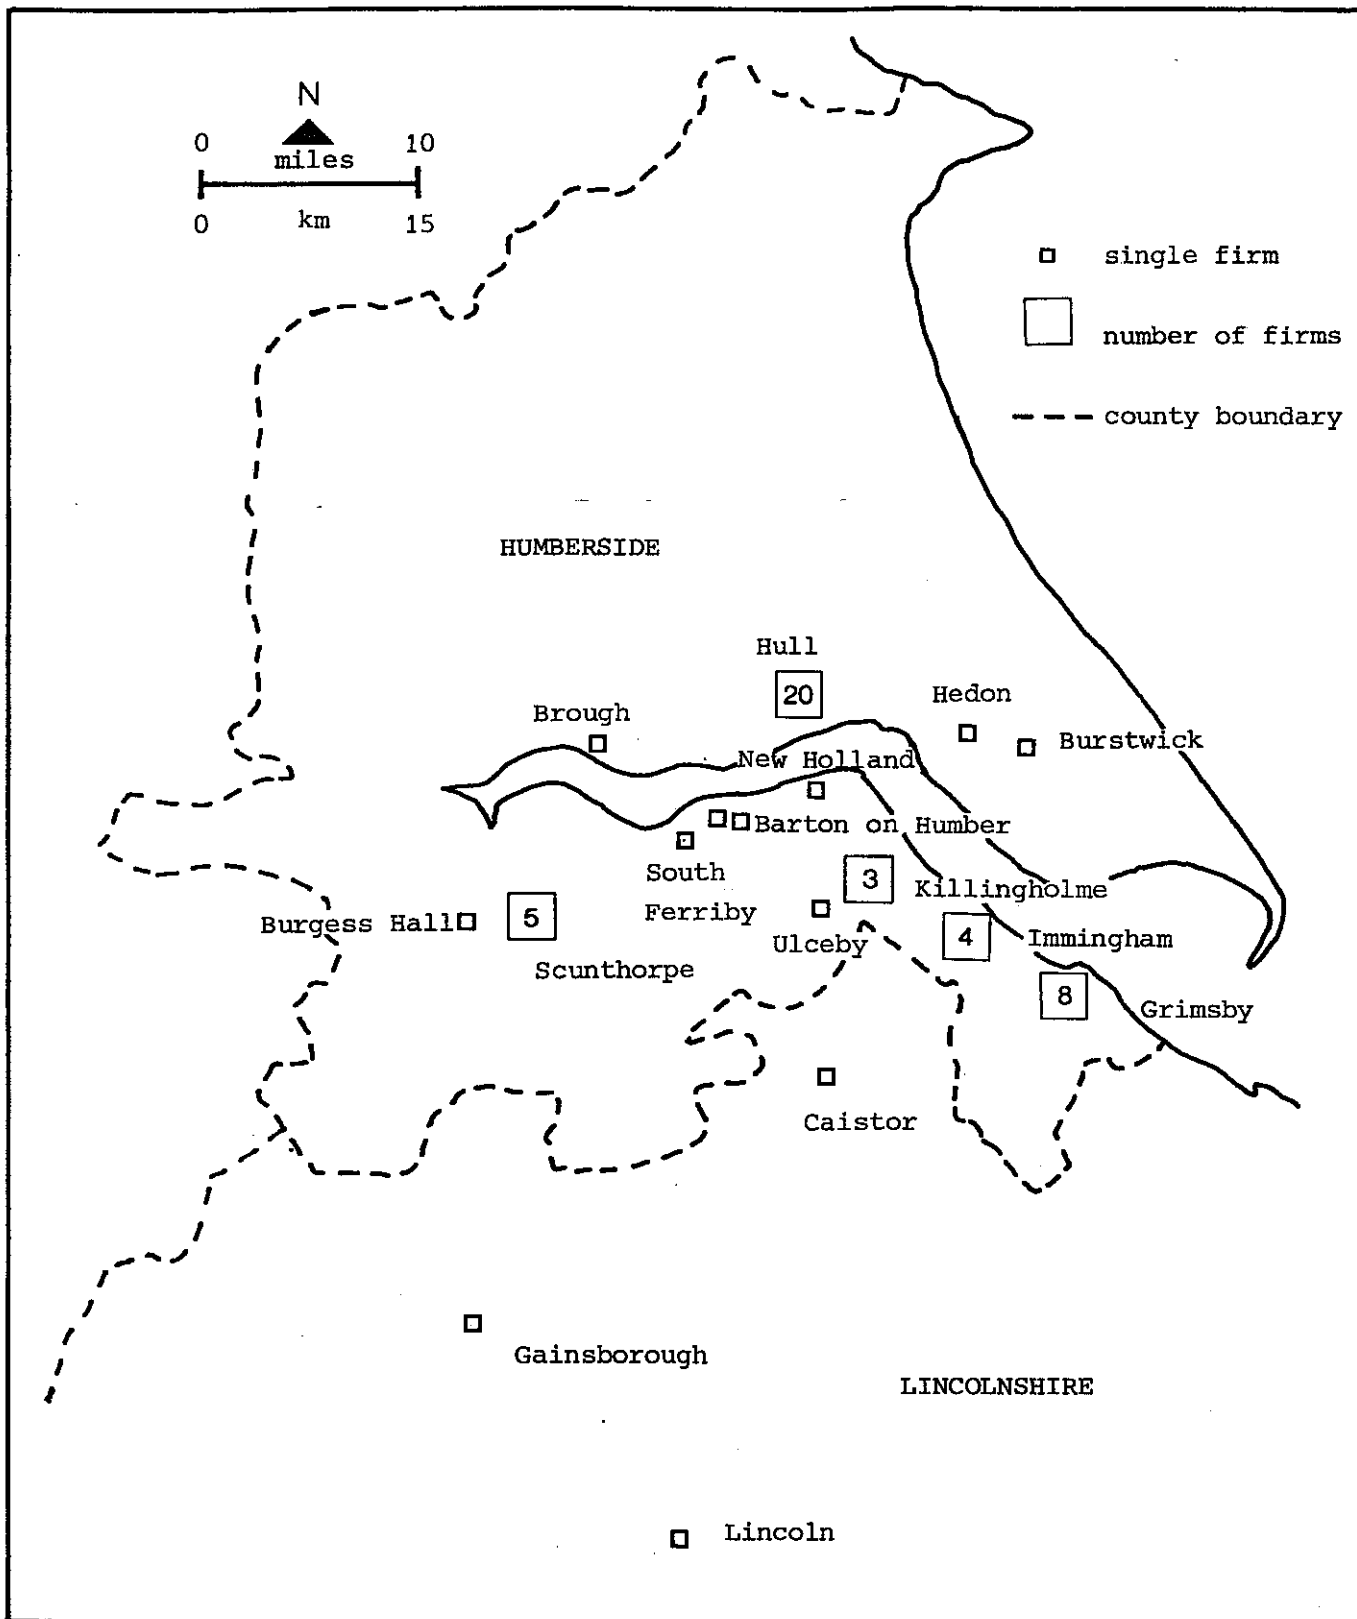 N
0 10
miles
0 km 15
single firm
number of firms
county boundary
HUMBERSIDE
Hull
20
Hedon
Brough
Burstwick
New Holland
Barton on Humber
South
Ferriby
3
Killingholme
Burgess Hall
5
Ulceby
4
Immingham
Scunthorpe
8
Grimsby
Caistor
Gainsborough
LINCOLNSHIRE
Lincoln